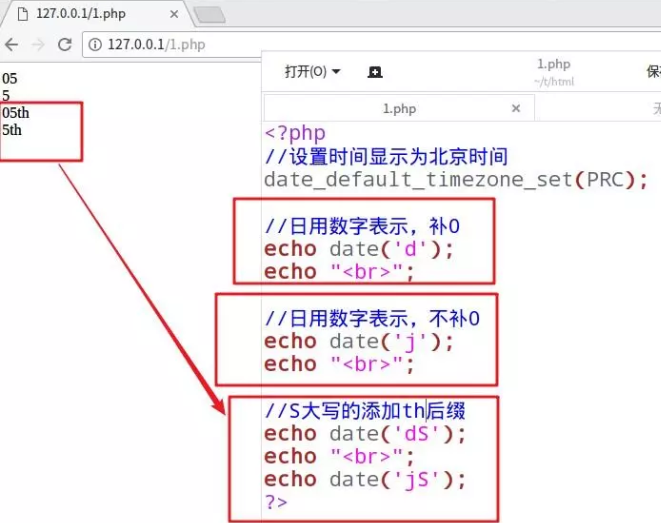 127.0.0.1/1.php
127.0.0.1/1.php
05
5
05th
5th
打开(O)
1.php
~/t/html
保
1.php
无
<?php
//设置时间显示为北京时间
date_default_timezone_set(PRC);
//日用数字表示，补0
echo date('d');
echo "<br>";
//日用数字表示，不补0
echo date('j');
echo "<br>";
//S大写的添加th后缀
echo date('dS');
echo "<br>";
echo date('jS');
?>